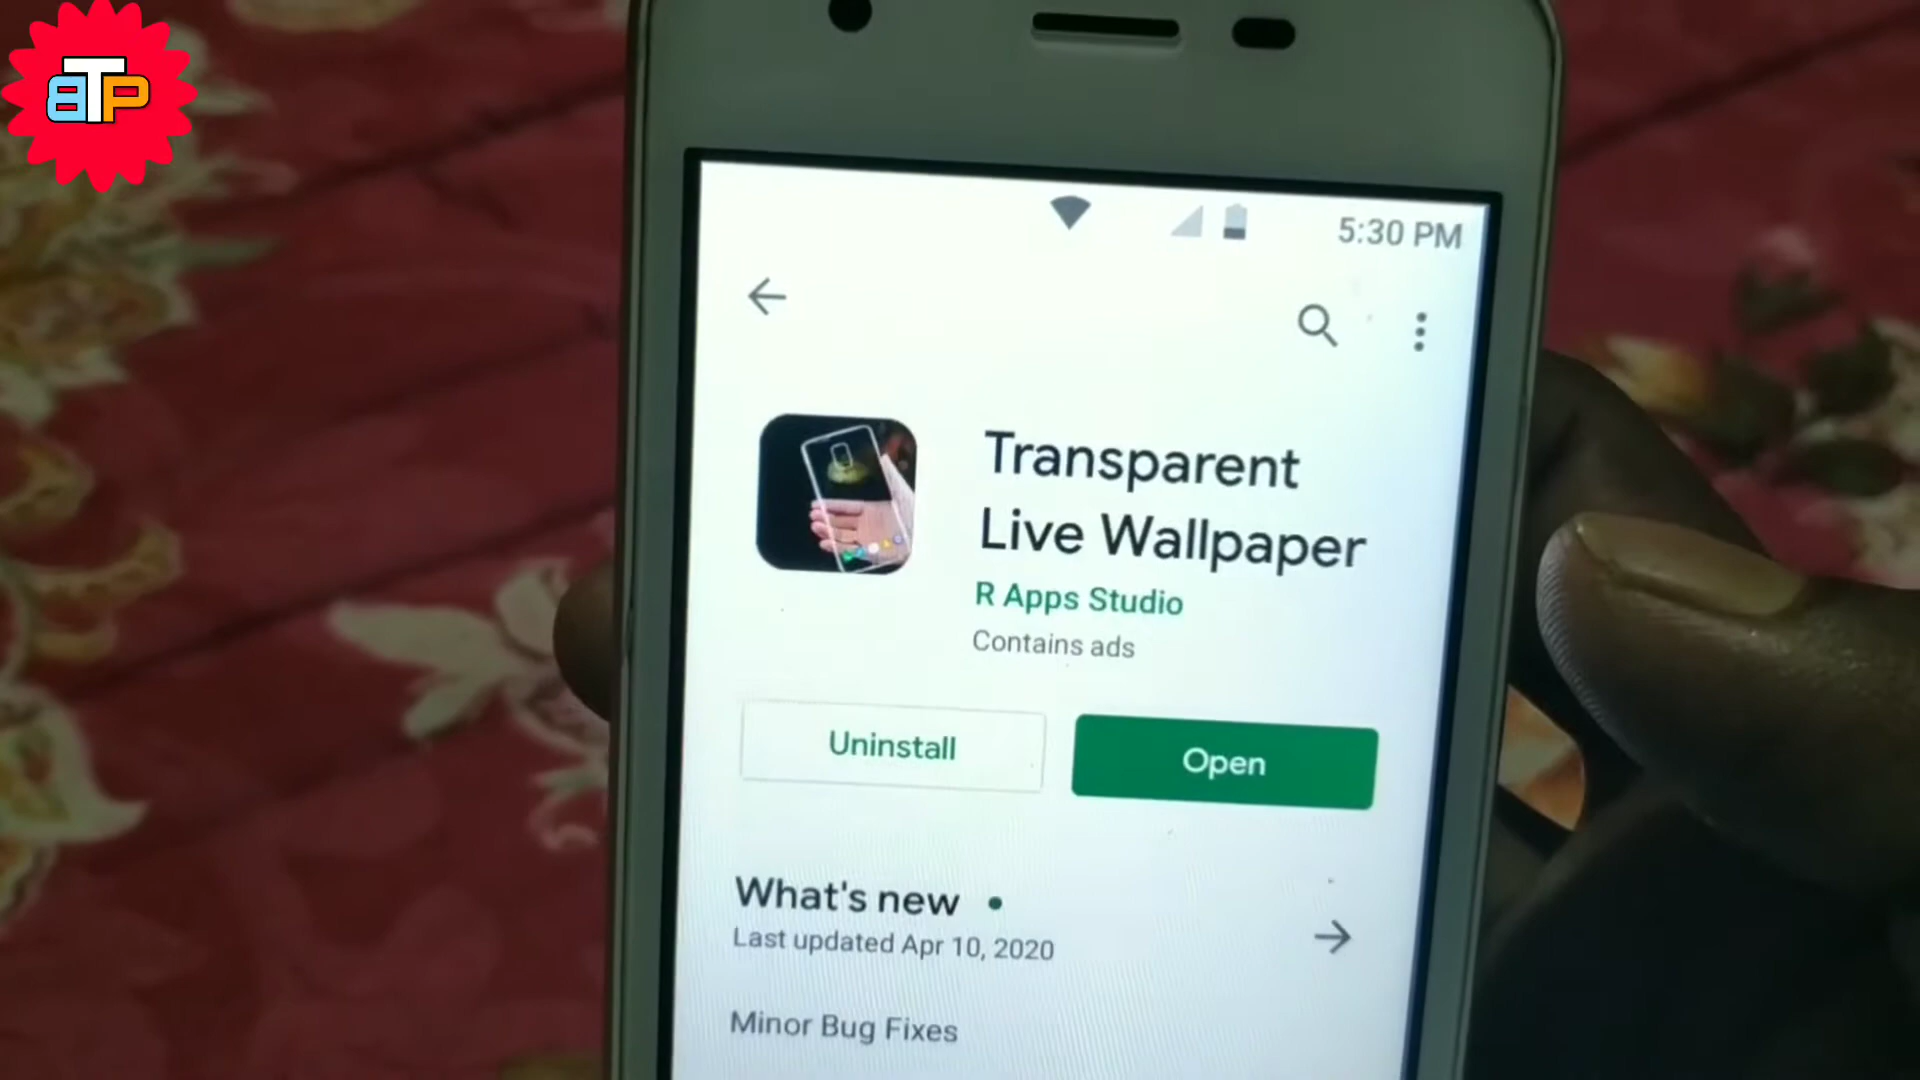 BTP
5:30 PM
Transparent
Live Wallpaper
R Apps Studio
Contains ads
Uninstall
Open
What's new
Last updated Apr 10, 2020
Minor Bug Fixes